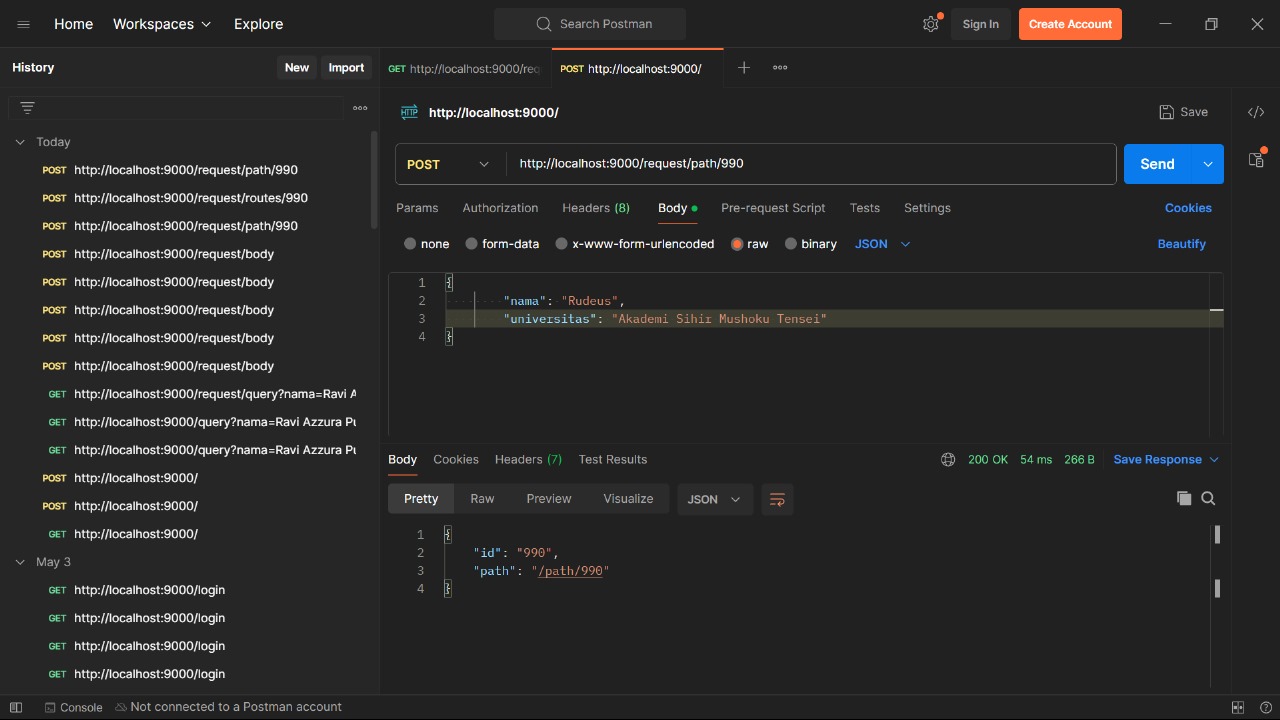 Home Workspaces Explore Search Postman Sign In Create Account
History New Import
GET http://localhost:9000/req POST http://localhost:9000/
HTTP http://localhost:9000/ Save
Today
POST http://localhost:9000/request/path/990
POST http://localhost:9000/request/routes/990
POST http://localhost:9000/request/path/990
POST http://localhost:9000/request/body
POST http://localhost:9000/request/body
POST http://localhost:9000/request/body
POST http://localhost:9000/request/body
POST http://localhost:9000/request/body
GET http://localhost:9000/request/query?nama=Ravi A
GET http://localhost:9000/query?nama=Ravi Azzura Pu
GET http://localhost:9000/query?nama=Ravi Azzura Pu
POST http://localhost:9000/
POST http://localhost:9000/
GET http://localhost:9000/
May 3
GET http://localhost:9000/login
GET http://localhost:9000/login
GET http://localhost:9000/login
GET http://localhost:9000/login
POST http://localhost:9000/request/path/990 Send
Params Authorization Headers (8) Body Pre-request Script Tests Settings Cookies
none form-data x-www-form-urlencoded raw binary JSON Beautify
1 {
2 "nama": "Rudeus",
3 "universitas": "Akademi Sihir Mushoku Tensei"
4 }
Body Cookies Headers (7) Test Results 200 OK 54 ms 266 B Save Response
Pretty Raw Preview Visualize JSON
1 {
2 "id": "990",
3 "path": "/path/990"
4 }
Console Not connected to a Postman account